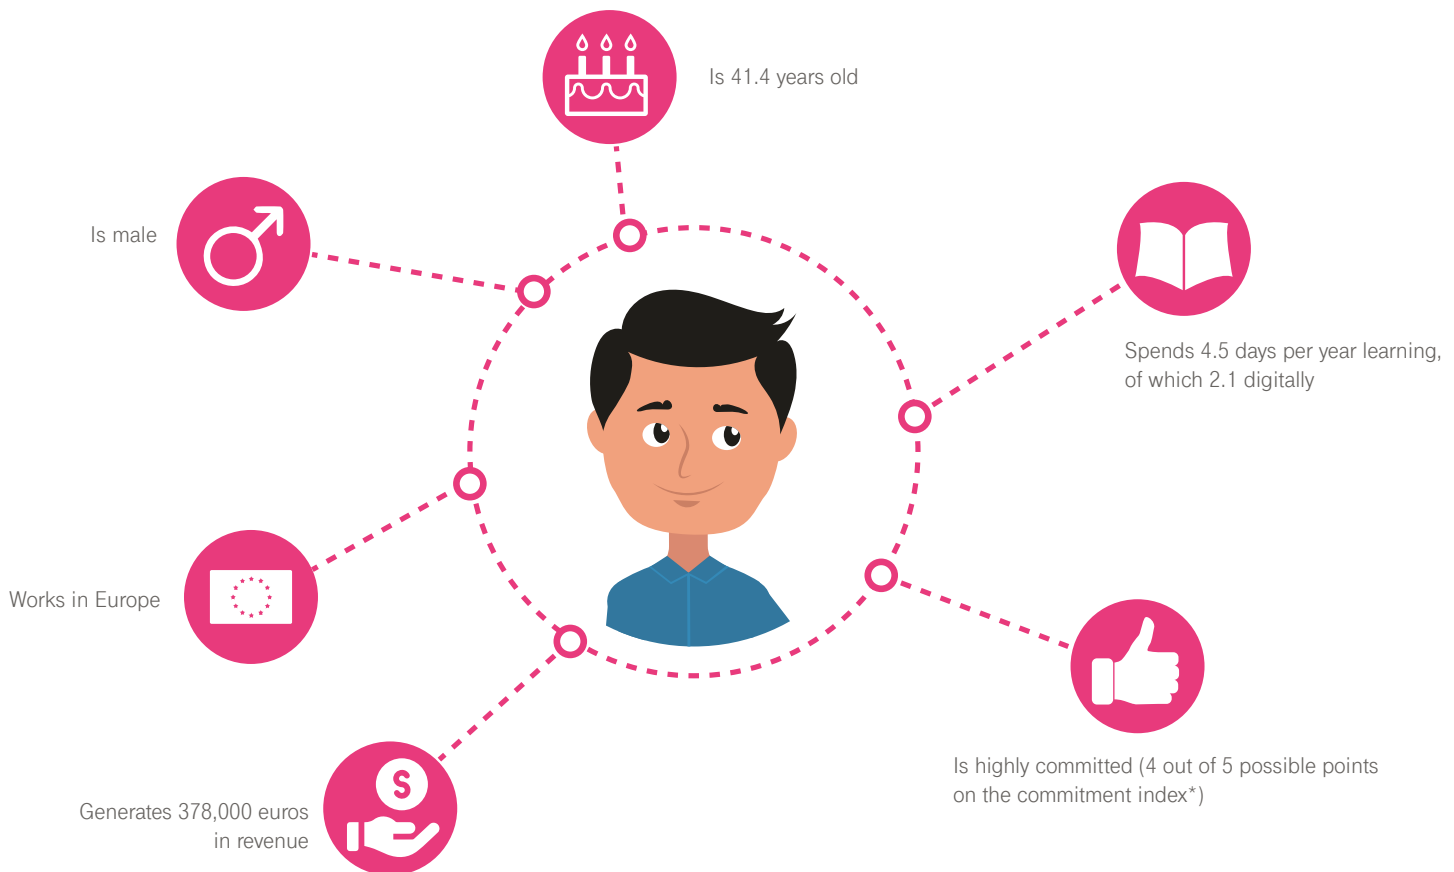 Is 41.4 years old
Is male
Spends 4.5 days per year learning,
of which 2.1 digitally
Works in Europe
Is highly committed (4 out of 5 possible points
on the commitment index*)
$
Generates 378,000 euros
in revenue